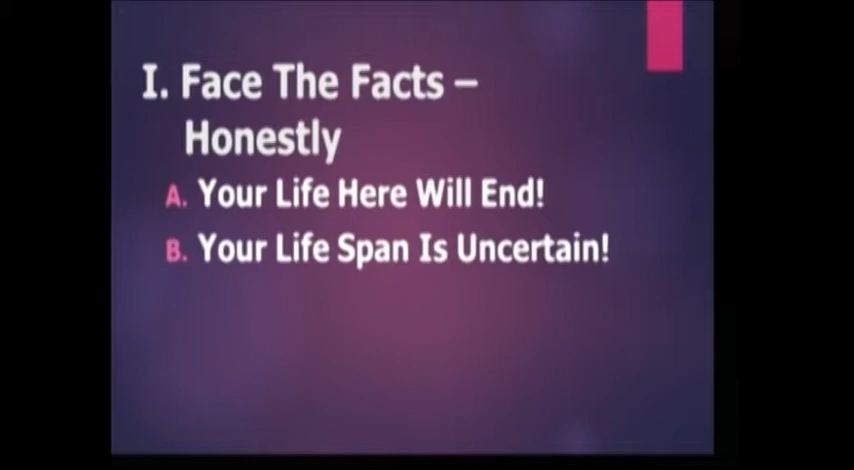 I. Face The Facts –
Honestly
A. Your Life Here Will End!
B. Your Life Span Is Uncertain!